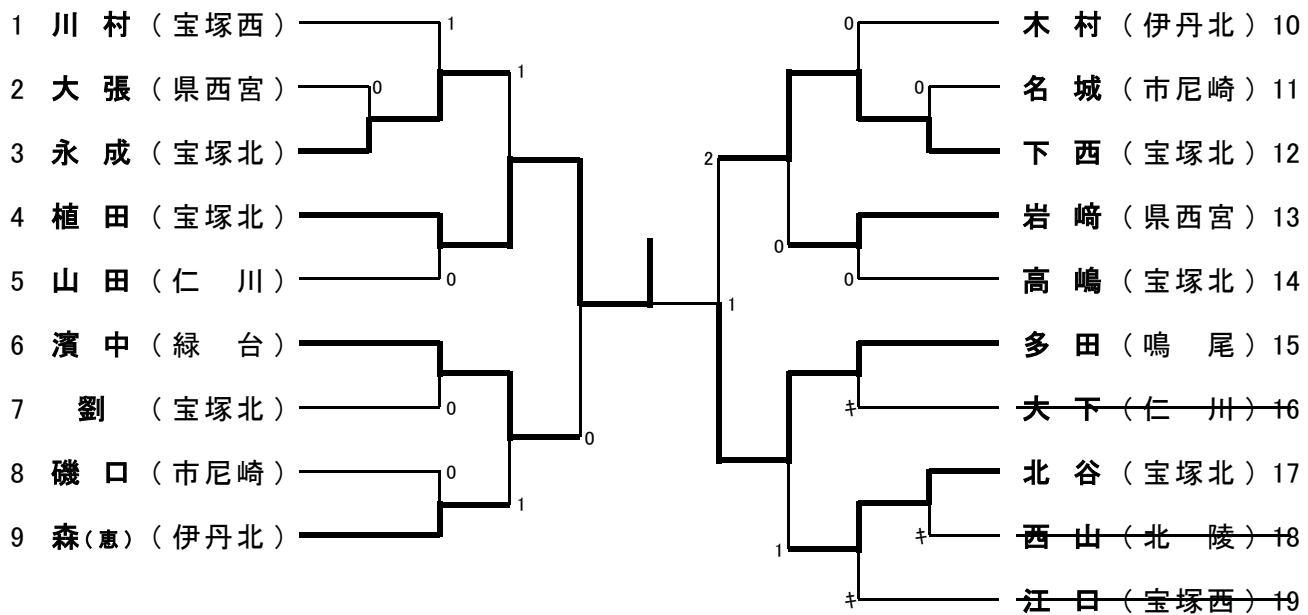 1 川 村 （ 宝塚西 ）
2 大 張 （ 県西宮 ）
3 永 成 （ 宝塚北 ）
4 植 田 （ 宝塚北 ）
5 山 田 （ 仁 川 ）
6 濱 中 （ 緑 台 ）
7 劉 （ 宝塚北 ）
8 磯 口 （ 市尼崎 ）
9 森（恵） （ 伊丹北 ）
1
0
1
0
0
0
0
1
0
0
2
0
0
1
ｷ
ｷ
1
ｷ
木 村 （ 伊丹北 ） 10
名 城 （ 市尼崎 ） 11
下 西 （ 宝塚北 ） 12
岩 﨑 （ 県西宮 ） 13
高 嶋 （ 宝塚北 ） 14
多 田 （ 鳴 尾 ） 15
大 下 （ 仁 川 ） 16
北 谷 （ 宝塚北 ） 17
西 山 （ 北 陵 ） 18
江 口 （ 宝塚西 ） 19